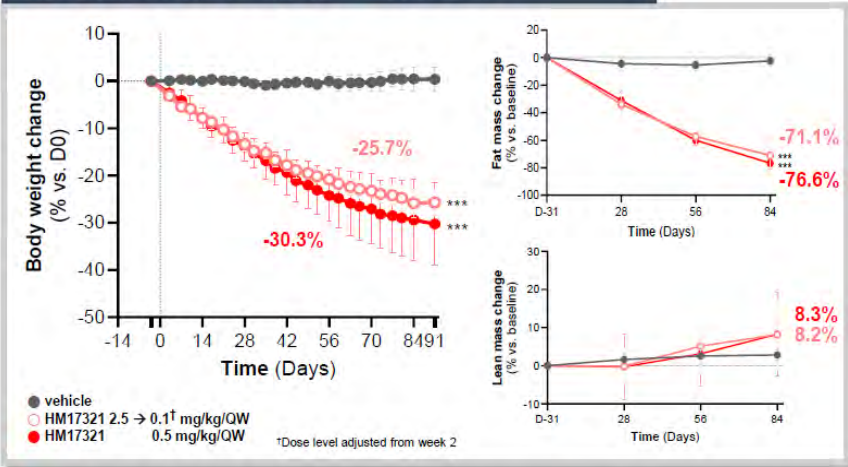 10
0
-10
-20
-30
-40
-50
Body weight change
(% vs. D0)
-25.7%
-30.3%
***
***
-14 0 14 28 42 56 70 84 91
Time (Days)
20
0
-20
-40
-60
-80
-100
Fat mass change
(% vs. baseline)
-71.1%
***
***
-76.6%
D-31 28 56 84
Time (Days)
30
20
10
0
-10
Lean mass change
(% vs. baseline)
8.3%
8.2%
D-31 28 56 84
Time (Days)
vehicle
HM17321 2.5 → 0.1† mg/kg/QW
HM17321 0.5 mg/kg/QW
†Dose level adjusted from week 2